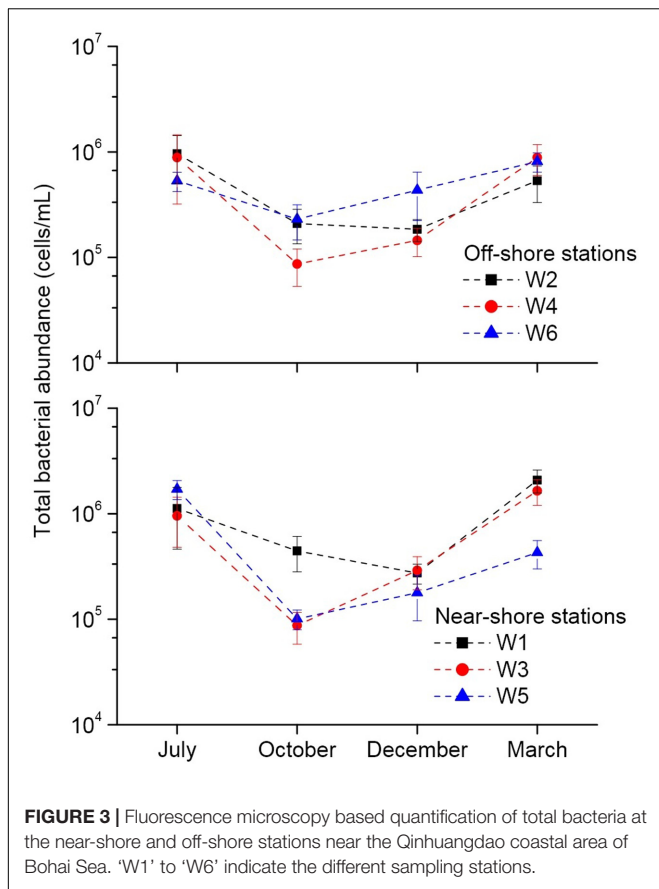 10⁷
10⁶
10⁵
10⁴
Off-shore stations
W2
W4
W6
Total bacterial abundance (cells/mL)
10⁷
10⁶
10⁵
10⁴
Near-shore stations
W1
W3
W5
July October December March
FIGURE 3 | Fluorescence microscopy based quantification of total bacteria at
the near-shore and off-shore stations near the Qinhuangdao coastal area of
Bohai Sea. ‘W1’ to ‘W6’ indicate the different sampling stations.